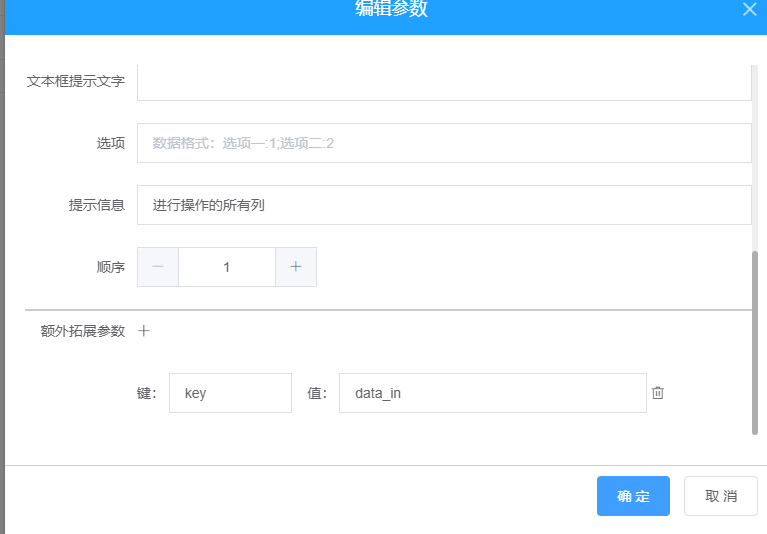 编辑参数
文本框提示文字
选项 数据格式：选项一:1;选项二:2
提示信息 进行操作的所有列
顺序 1
额外拓展参数
键： key 值： data_in
确 定 取 消